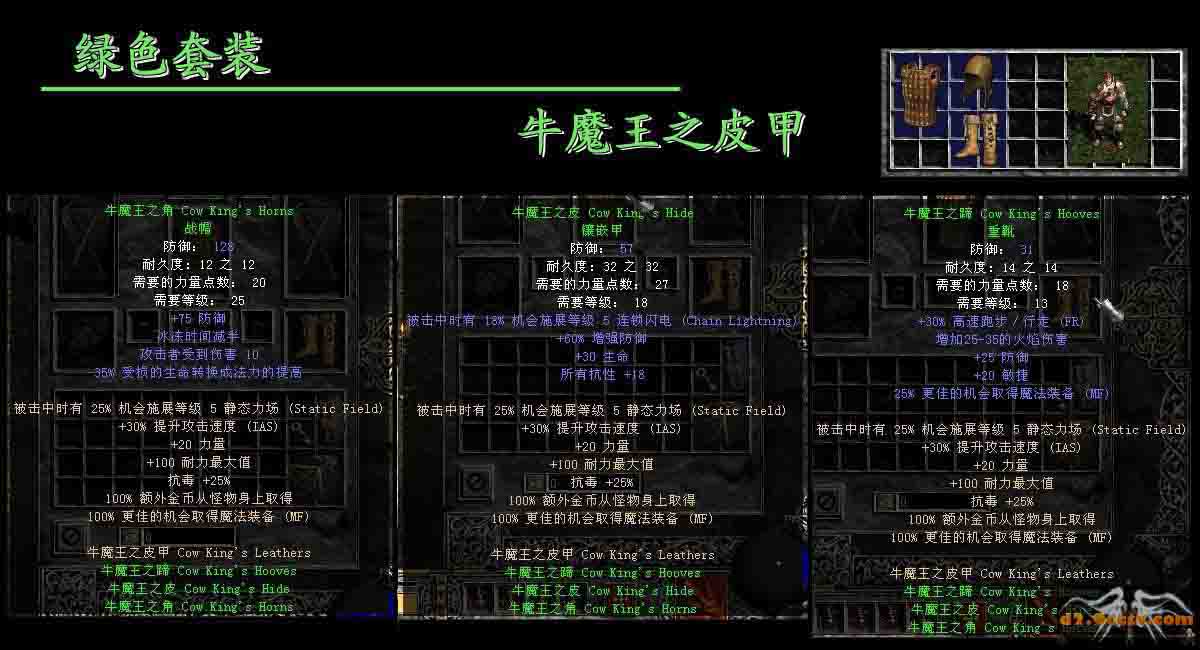 绿色套装
牛魔王之皮甲
牛魔王之角 Cow King's Horns
战帽
防御: 128
耐久度: 12 之 12
需要的力量点数: 20
需要等级: 25
+75 防御
冰冻时间减半
攻击者受到伤害 10
35% 受损的生命转换成法力的提高
被击中时有 25% 机会施展等级 5 静态力场 (Static Field)
+30% 提升攻击速度 (IAS)
+20 力量
+100 耐力最大值
抗毒 +25%
100% 额外金币从怪物身上取得
100% 更佳的机会取得魔法装备 (MF)
牛魔王之皮甲 Cow King's Leathers
牛魔王之蹄 Cow King's Hooves
牛魔王之皮 Cow King's Hide
牛魔王之角 Cow King's Horns
牛魔王之皮 Cow King's Hide
镶嵌甲
防御: 57
耐久度: 32 之 32
需要的力量点数: 27
需要等级: 18
被击中时有 18% 机会施展等级 5 连锁闪电 (Chain Lightning)
+60% 增强防御
+30 生命
所有抗性 +18
被击中时有 25% 机会施展等级 5 静态力场 (Static Field)
+30% 提升攻击速度 (IAS)
+20 力量
+100 耐力最大值
抗毒 +25%
100% 额外金币从怪物身上取得
100% 更佳的机会取得魔法装备 (MF)
牛魔王之皮甲 Cow King's Leathers
牛魔王之蹄 Cow King's Hooves
牛魔王之皮 Cow King's Hide
牛魔王之角 Cow King's Horns
牛魔王之蹄 Cow King's Hooves
重靴
防御: 31
耐久度: 14 之 14
需要的力量点数: 18
需要等级: 13
+30% 高速跑步/行走 (FR)
增加25-35的火焰伤害
+25 防御
+20 敏捷
25% 更佳的机会取得魔法装备 (MF)
被击中时有 25% 机会施展等级 5 静态力场 (Static Field)
+30% 提升攻击速度 (IAS)
+20 力量
+100 耐力最大值
抗毒 +25%
100% 额外金币从怪物身上取得
100% 更佳的机会取得魔法装备 (MF)
牛魔王之皮甲 Cow King's Leathers
牛魔王之蹄 Cow King's
牛魔王之皮 Cow King's
牛魔王之角 Cow King's